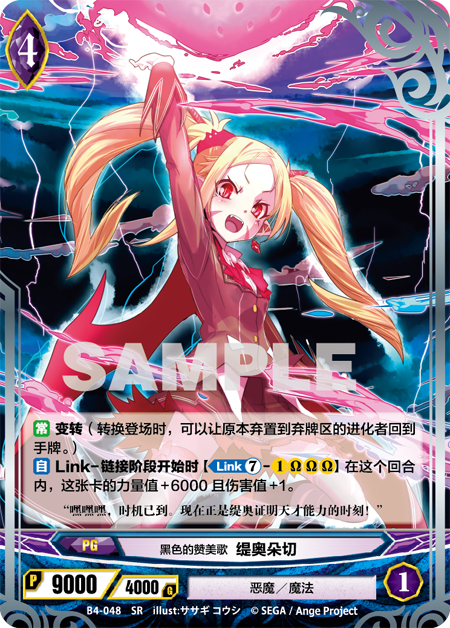 4
SAMPLE
常 变转（转换登场时，可以让原本弃置到弃牌区的进化者回到
手牌。）
自 Link-链接阶段开始时【Link 7-1ΩΩΩ】在这个回合
内，这张卡的力量值+6000 且伤害值+1。
“嘿嘿嘿，时机已到。现在正是缇奥证明天才能力的时刻！”
PG 黑色的赞美歌 缇奥朵切
P 9000 4000 G 恶魔／魔法 1
B4-048 SR illust:ササギ コウシ © SEGA / Ange Project